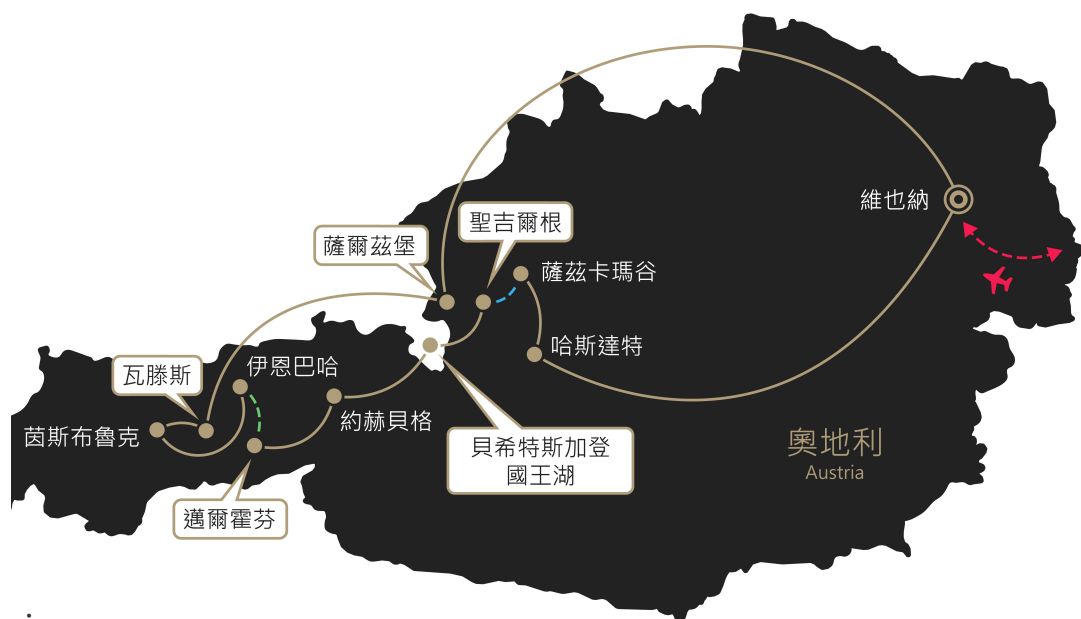 維也納
聖吉爾根
薩爾茲堡
薩茲卡瑪谷
哈斯達特
伊恩巴哈
瓦滕斯
約赫貝格
茵斯布魯克
貝希特斯加登
國王湖
奧地利
Austria
邁爾霍芬